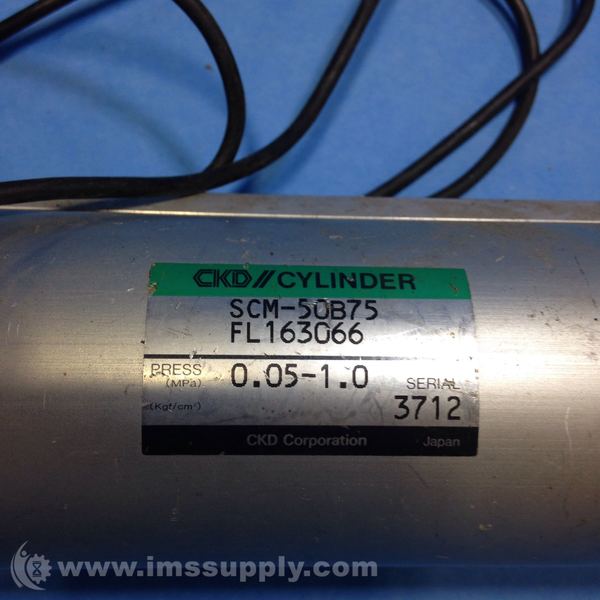 CKD // CYLINDER
SCM-50B75
FL163066
PRESS (MPa) 0.05-1.0 SERIAL
(Kgf/cm²) 3712
CKD Corporation Japan
www.imssupply.com